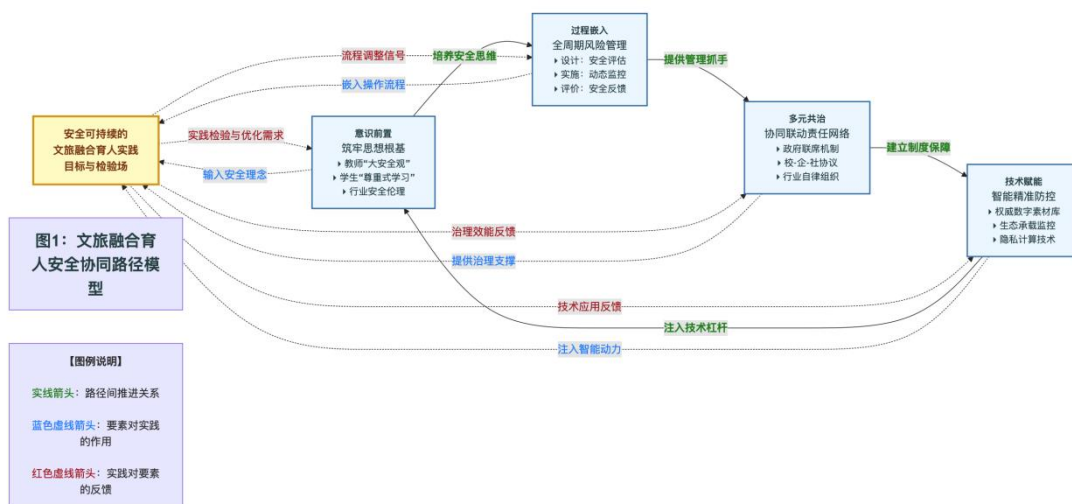 过程嵌入
全周期风险管理
▸ 设计：安全评估
▸ 实施：动态监控
▸ 评价：安全反馈
流程调整信号
培养安全思维
提供管理抓手
嵌入操作流程
安全可持续的
文旅融合育人实践
目标与检验场
实践检验与优化需求
输入安全理念
意识前置
筑牢思想根基
▸ 教师“大安全观”
▸ 学生“尊重式学习”
▸ 行业安全伦理
多元共治
协同联动责任网络
▸ 政府联席机制
▸ 校-企-社协议
▸ 行业自律组织
建立制度保障
技术赋能
智能精准防控
▸ 权威数字素材库
▸ 生态承载监控
▸ 隐私计算技术
图1：文旅融合育
人安全协同路径模
型
治理效能反馈
提供治理支撑
技术应用反馈
注入技术杠杆
注入智能动力
【图例说明】
实线箭头：路径间推进关系
蓝色虚线箭头：要素对实践
的作用
红色虚线箭头：实践对要素
的反馈